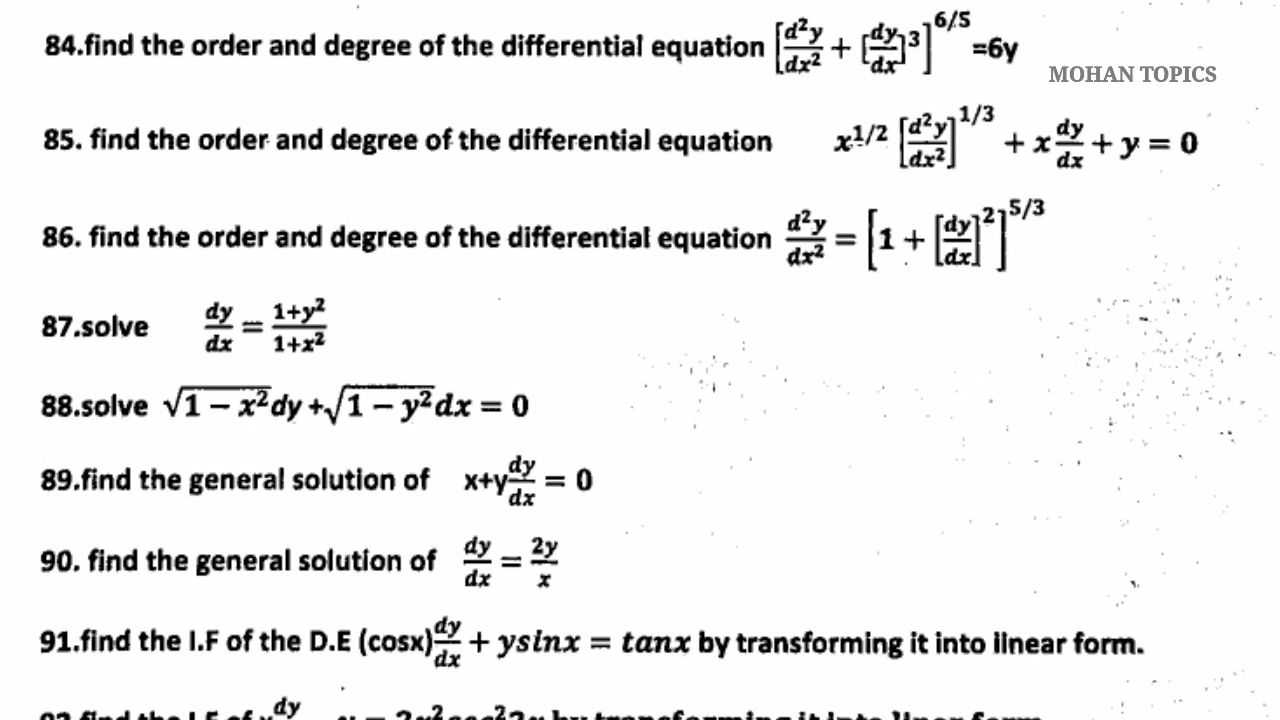 84.find the order and degree of the differential equation [d²y/dx² + [dy/dx]³]^6/5 =6y
MOHAN TOPICS
85. find the order and degree of the differential equation x^1/2 [d²y/dx²]^1/3 + x dy/dx + y = 0
86. find the order and degree of the differential equation d²y/dx² = [1 + [dy/dx]²]^5/3
87.solve dy/dx = 1+y²/1+x²
88.solve √1 − x² dy +√1 − y² dx = 0
89.find the general solution of x+y dy/dx = 0
90. find the general solution of dy/dx = 2y/x
91.find the I.F of the D.E (cosx) dy/dx + ysinx = tanx by transforming it into linear form.